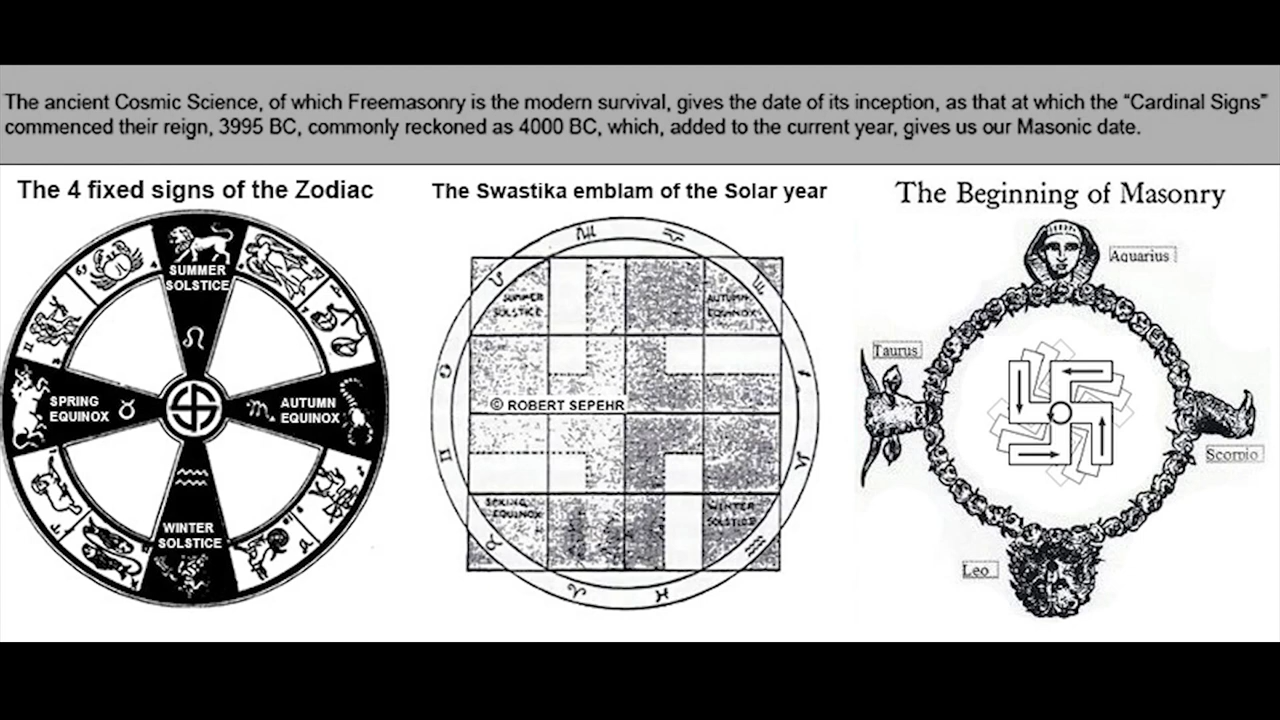 The ancient Cosmic Science, of which Freemasonry is the modern survival, gives the date of its inception, as that at which the “Cardinal Signs”
commenced their reign, 3995 BC, commonly reckoned as 4000 BC, which, added to the current year, gives us our Masonic date.
The 4 fixed signs of the Zodiac
SUMMER
SOLSTICE
♌
SPRING
EQUINOX ♉
♏ AUTUMN
EQUINOX
♒
WINTER
SOLSTICE
The Swastika emblam of the Solar year
SUMMER
SOLSTICE
AUTUMN
EQUINOX
© ROBERT SEPEHR
SPRING
EQUINOX
WINTER
SOLSTICE
The Beginning of Masonry
Aquarius
Taurus
Scorpio
Leo